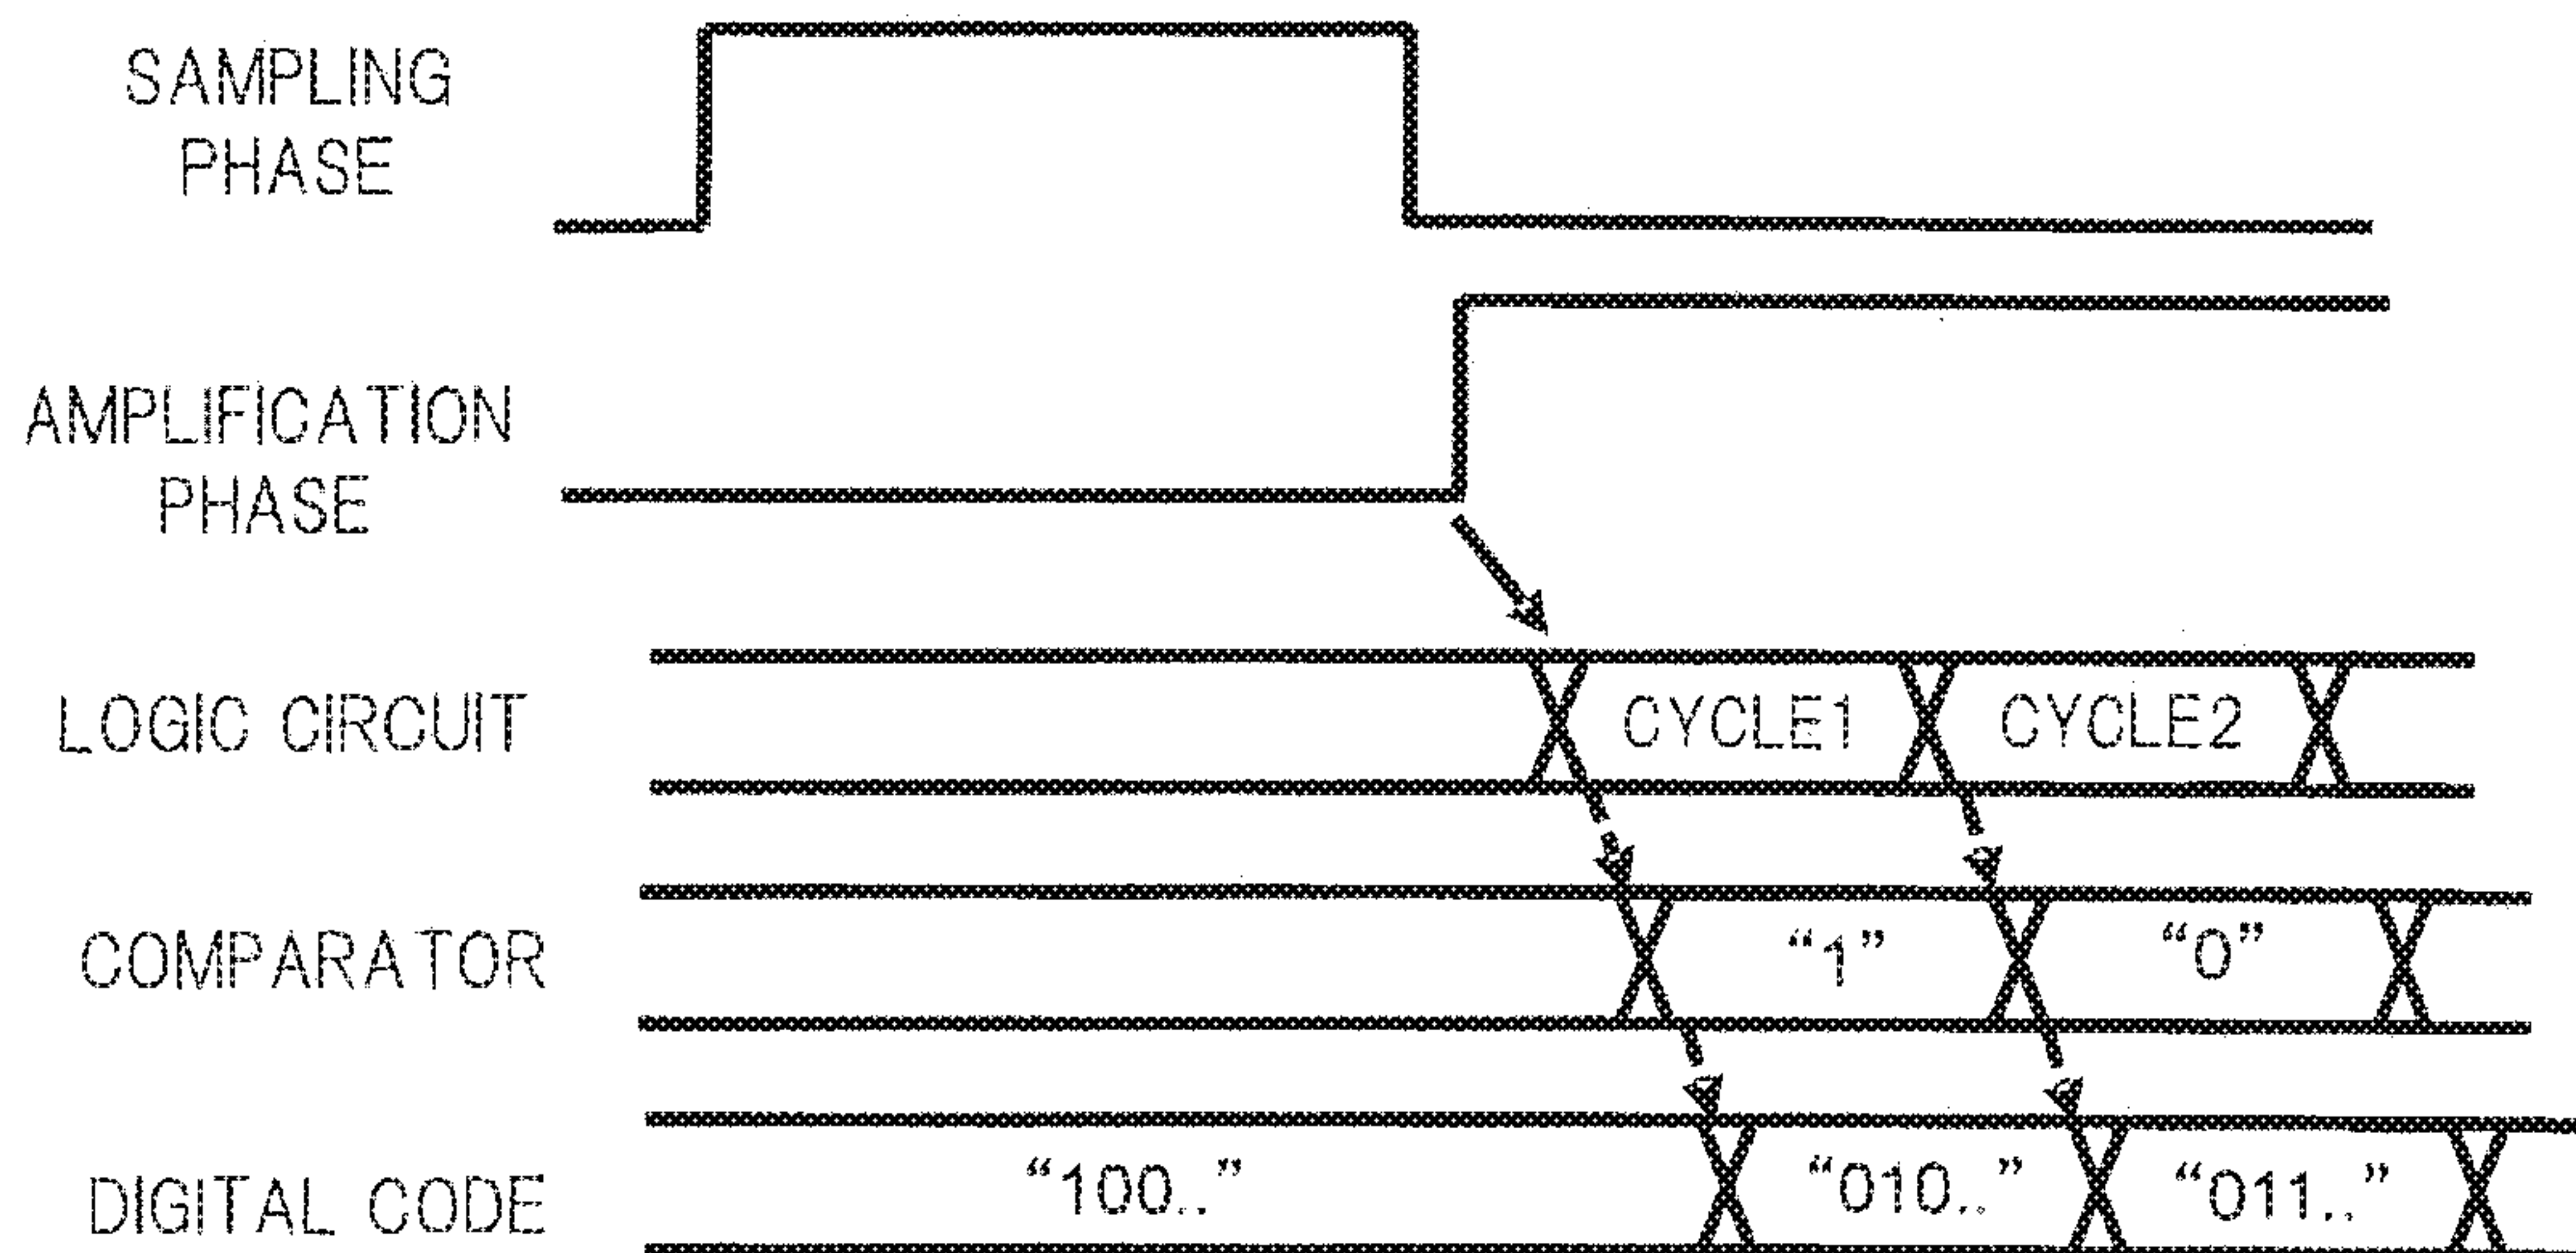 SAMPLING
PHASE
AMPLIFICATION
PHASE
LOGIC CIRCUIT
CYCLE1
CYCLE2
COMPARATOR
“1”
“0”
DIGITAL CODE
“100..”
“010..”
“011..”